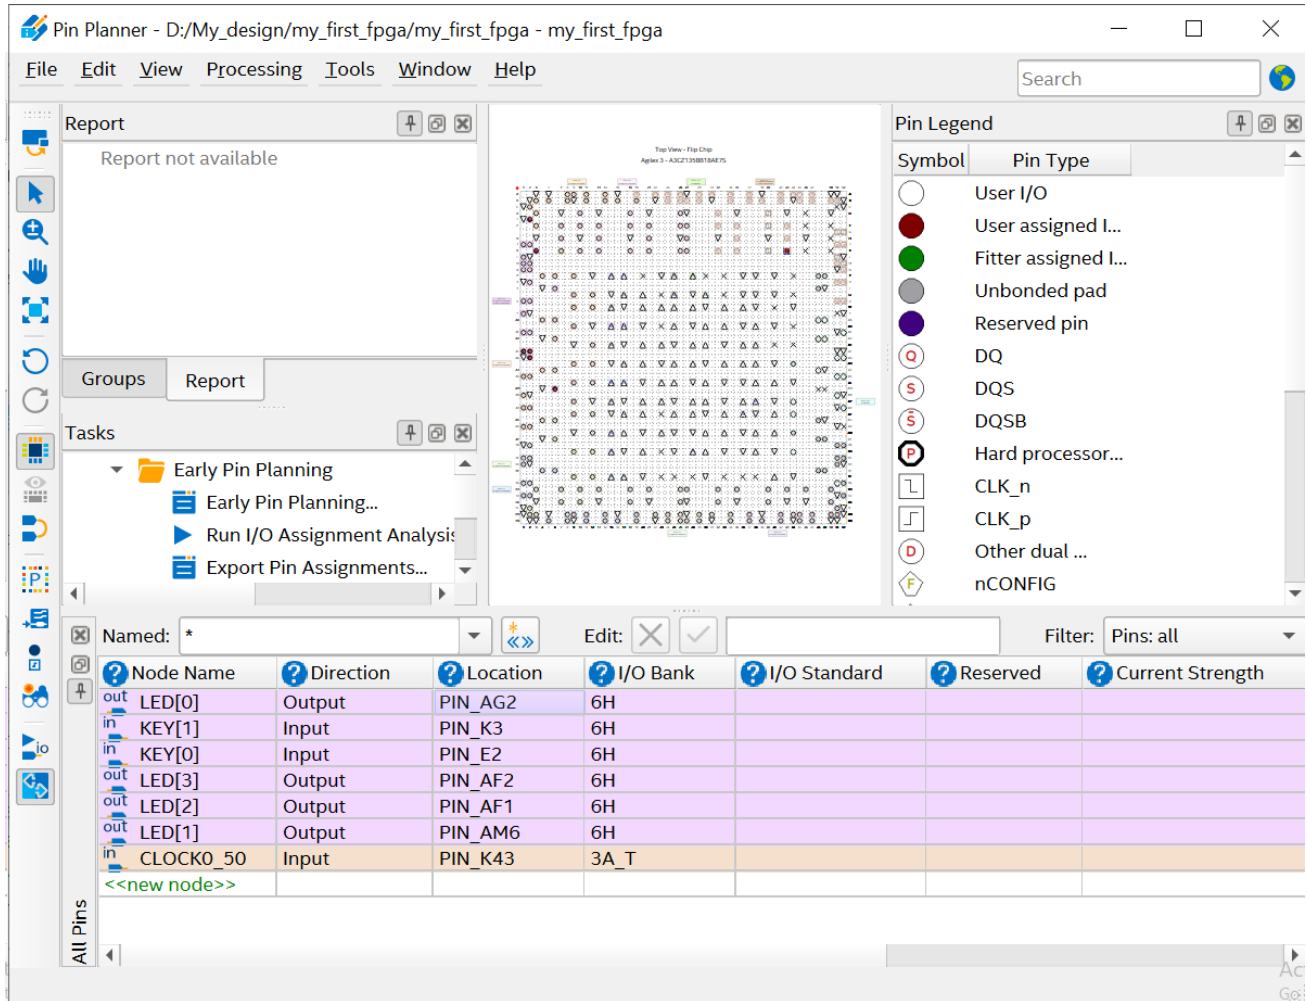 Pin Planner - D:/My_design/my_first_fpga/my_first_fpga - my_first_fpga
File Edit View Processing Tools Window Help
Search
Report
Report not available
Groups Report
Tasks
Early Pin Planning
Early Pin Planning...
Run I/O Assignment Analysis
Export Pin Assignments...
Top View - Flip Chip
Agilex 3 - A3CZ135BB18AE7S
Pin Legend
Symbol Pin Type
User I/O
User assigned I...
Fitter assigned I...
Unbonded pad
Reserved pin
Q DQ
S DQS
S DQSB
P Hard processor...
CLK_n
CLK_p
D Other dual ...
F nCONFIG
Named: * Edit: Filter: Pins: all
Node Name Direction Location I/O Bank I/O Standard Reserved Current Strength
out LED[0] Output PIN_AG2 6H
in KEY[1] Input PIN_K3 6H
in KEY[0] Input PIN_E2 6H
out LED[3] Output PIN_AF2 6H
out LED[2] Output PIN_AF1 6H
out LED[1] Output PIN_AM6 6H
in CLOCK0_50 Input PIN_K43 3A_T
<<new node>>
All Pins